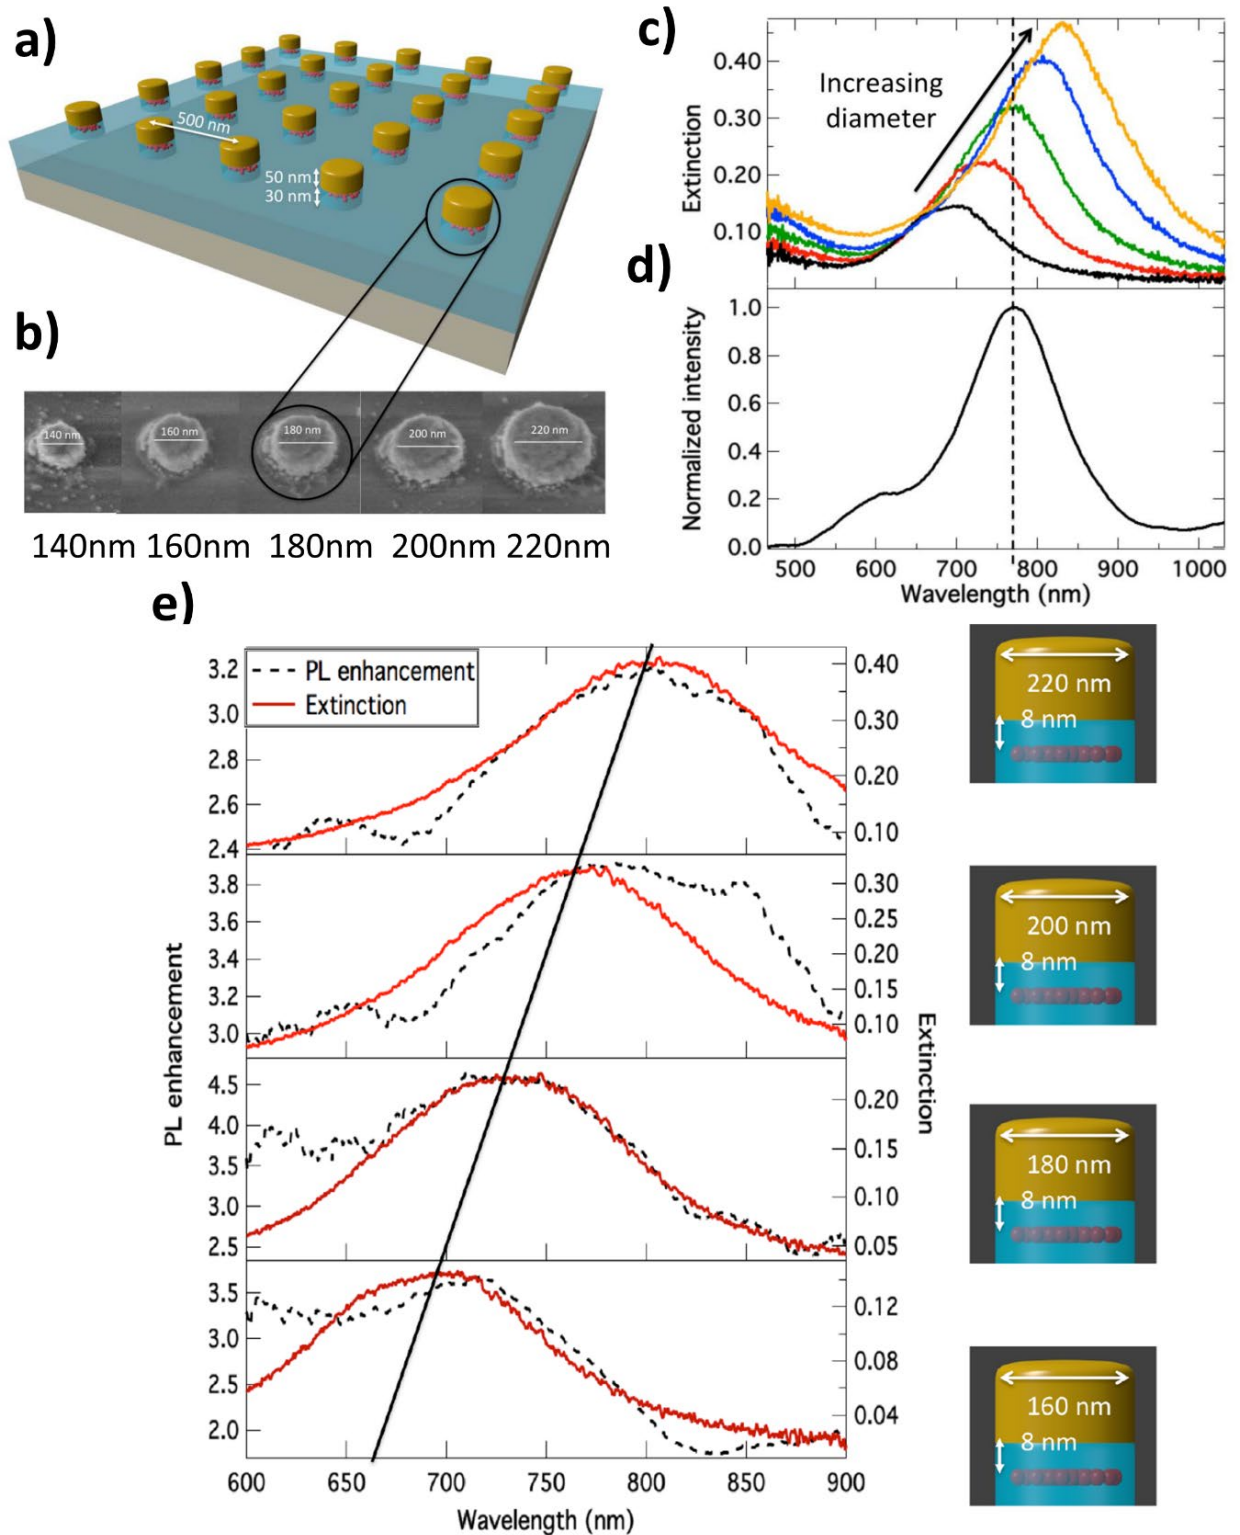 a)
500 nm
50 nm
30 nm
b)
140 nm
160 nm
180 nm
200 nm
220 nm
140nm 160nm 180nm 200nm 220nm
c)
Increasing
diameter
Extinction
0.40
0.30
0.20
0.10
d)
Normalized intensity
1.0
0.8
0.6
0.4
0.2
0.0
500 600 700 800 900 1000
Wavelength (nm)
e)
PL enhancement
Extinction
PL enhancement
Extinction
3.2
3.0
2.8
2.6
2.4
0.40
0.30
0.20
0.10
220 nm
8 nm
3.8
3.6
3.4
3.2
3.0
0.30
0.25
0.20
0.15
0.10
200 nm
8 nm
4.5
4.0
3.5
3.0
2.5
0.20
0.15
0.10
0.05
180 nm
8 nm
3.5
3.0
2.5
2.0
0.12
0.08
0.04
160 nm
8 nm
600 650 700 750 800 850 900
Wavelength (nm)